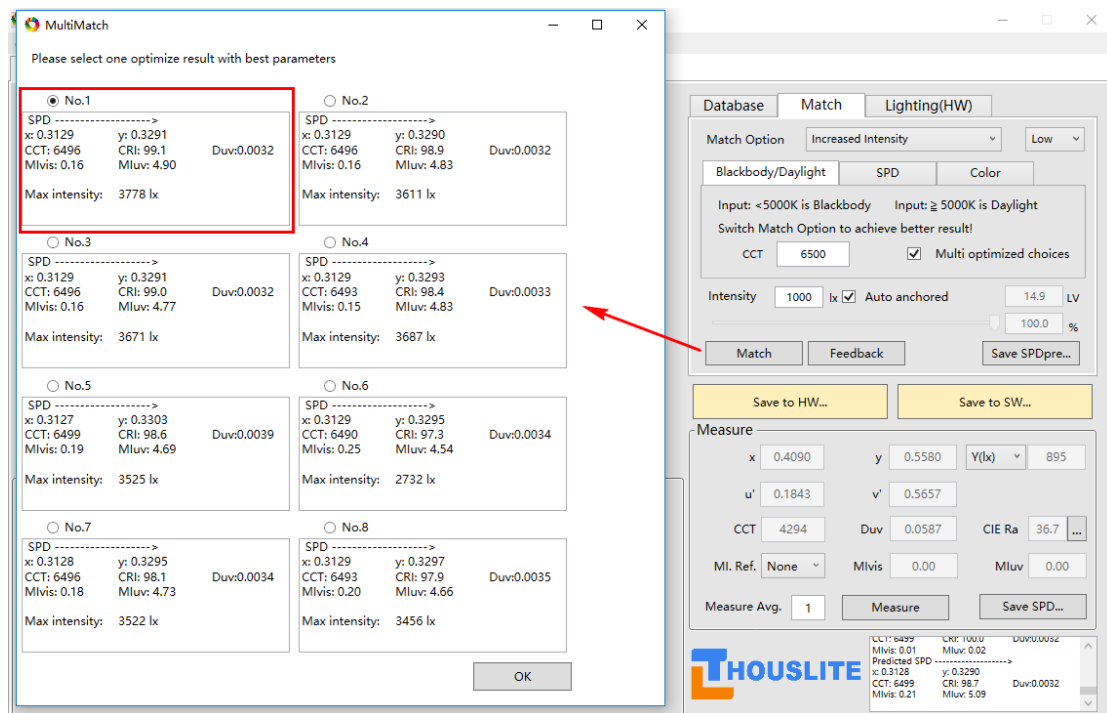 MultiMatch
Please select one optimize result with best parameters
No.1
SPD ------------------->
x: 0.3129 y: 0.3291
CCT: 6496 CRI: 99.1 Duv:0.0032
MIvis: 0.16 MIuv: 4.90
Max intensity: 3778 lx
No.2
SPD ------------------->
x: 0.3129 y: 0.3290
CCT: 6496 CRI: 98.9 Duv:0.0032
MIvis: 0.16 MIuv: 4.83
Max intensity: 3611 lx
No.3
SPD ------------------->
x: 0.3129 y: 0.3291
CCT: 6496 CRI: 99.0 Duv:0.0032
MIvis: 0.16 MIuv: 4.77
Max intensity: 3671 lx
No.4
SPD ------------------->
x: 0.3129 y: 0.3293
CCT: 6493 CRI: 98.4 Duv:0.0033
MIvis: 0.15 MIuv: 4.83
Max intensity: 3687 lx
No.5
SPD ------------------->
x: 0.3127 y: 0.3303
CCT: 6499 CRI: 98.6 Duv:0.0039
MIvis: 0.19 MIuv: 4.69
Max intensity: 3525 lx
No.6
SPD ------------------->
x: 0.3129 y: 0.3295
CCT: 6490 CRI: 97.3 Duv:0.0034
MIvis: 0.25 MIuv: 4.54
Max intensity: 2732 lx
No.7
SPD ------------------->
x: 0.3128 y: 0.3295
CCT: 6496 CRI: 98.1 Duv:0.0034
MIvis: 0.18 MIuv: 4.73
Max intensity: 3522 lx
No.8
SPD ------------------->
x: 0.3129 y: 0.3297
CCT: 6493 CRI: 97.9 Duv:0.0035
MIvis: 0.20 MIuv: 4.66
Max intensity: 3456 lx
OK
Database Match Lighting(HW)
Match Option Increased Intensity Low
Blackbody/Daylight SPD Color
Input: <5000K is Blackbody Input: ≧ 5000K is Daylight
Switch Match Option to achieve better result!
CCT 6500 Multi optimized choices
Intensity 1000 lx Auto anchored 14.9 LV
100.0 %
Match Feedback Save SPDpre...
Save to HW... Save to SW...
Measure
x 0.4090 y 0.5580 Y(lx) 895
u' 0.1843 v' 0.5657
CCT 4294 Duv 0.0587 CIE Ra 36.7 ...
MI. Ref. None MIvis 0.00 MIuv 0.00
Measure Avg. 1 Measure Save SPD...
THOUSLITE
CCT: 6499 CRI: 100.0 Duv:0.0032
MIvis: 0.01 MIuv: 0.02
Predicted SPD ------------------->
x: 0.3128 y: 0.3290
CCT: 6499 CRI: 98.7 Duv:0.0032
MIvis: 0.21 MIuv: 5.09